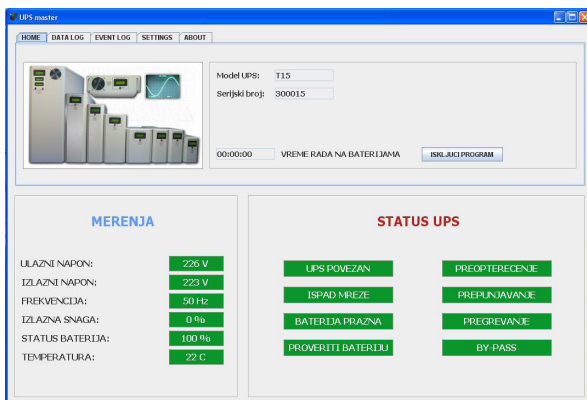 UPS master
HOME DATA LOG EVENT LOG SETTINGS ABOUT
Model UPS: T15
Serijski broj: 300015
00:00:00 VREME RADA NA BATERIJAMA ISKLJUCI PROGRAM
MERENJA
ULAZNI NAPON: 226 V
IZLAZNI NAPON: 223 V
FREKVENCIJA: 50 Hz
IZLAZNA SNAGA: 0 %
STATUS BATERIJA: 100 %
TEMPERATURA: 22 C
STATUS UPS
UPS POVEZAN PREOPTERECENJE
ISPAD MREZE PREPUNJAVANJE
BATERIJA PRAZNA PREGREVANJE
PROVERITI BATERIJU BY-PASS